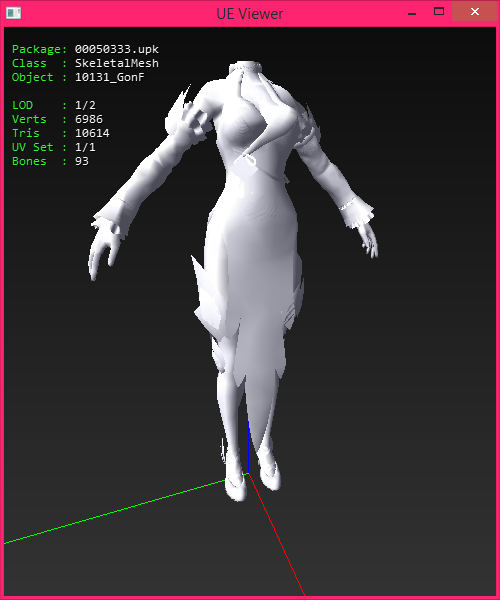 UE Viewer
Package: 00050333.upk
Class : SkeletalMesh
Object : 10131_GonF
LOD : 1/2
Verts : 6986
Tris : 10614
UV Set : 1/1
Bones : 93